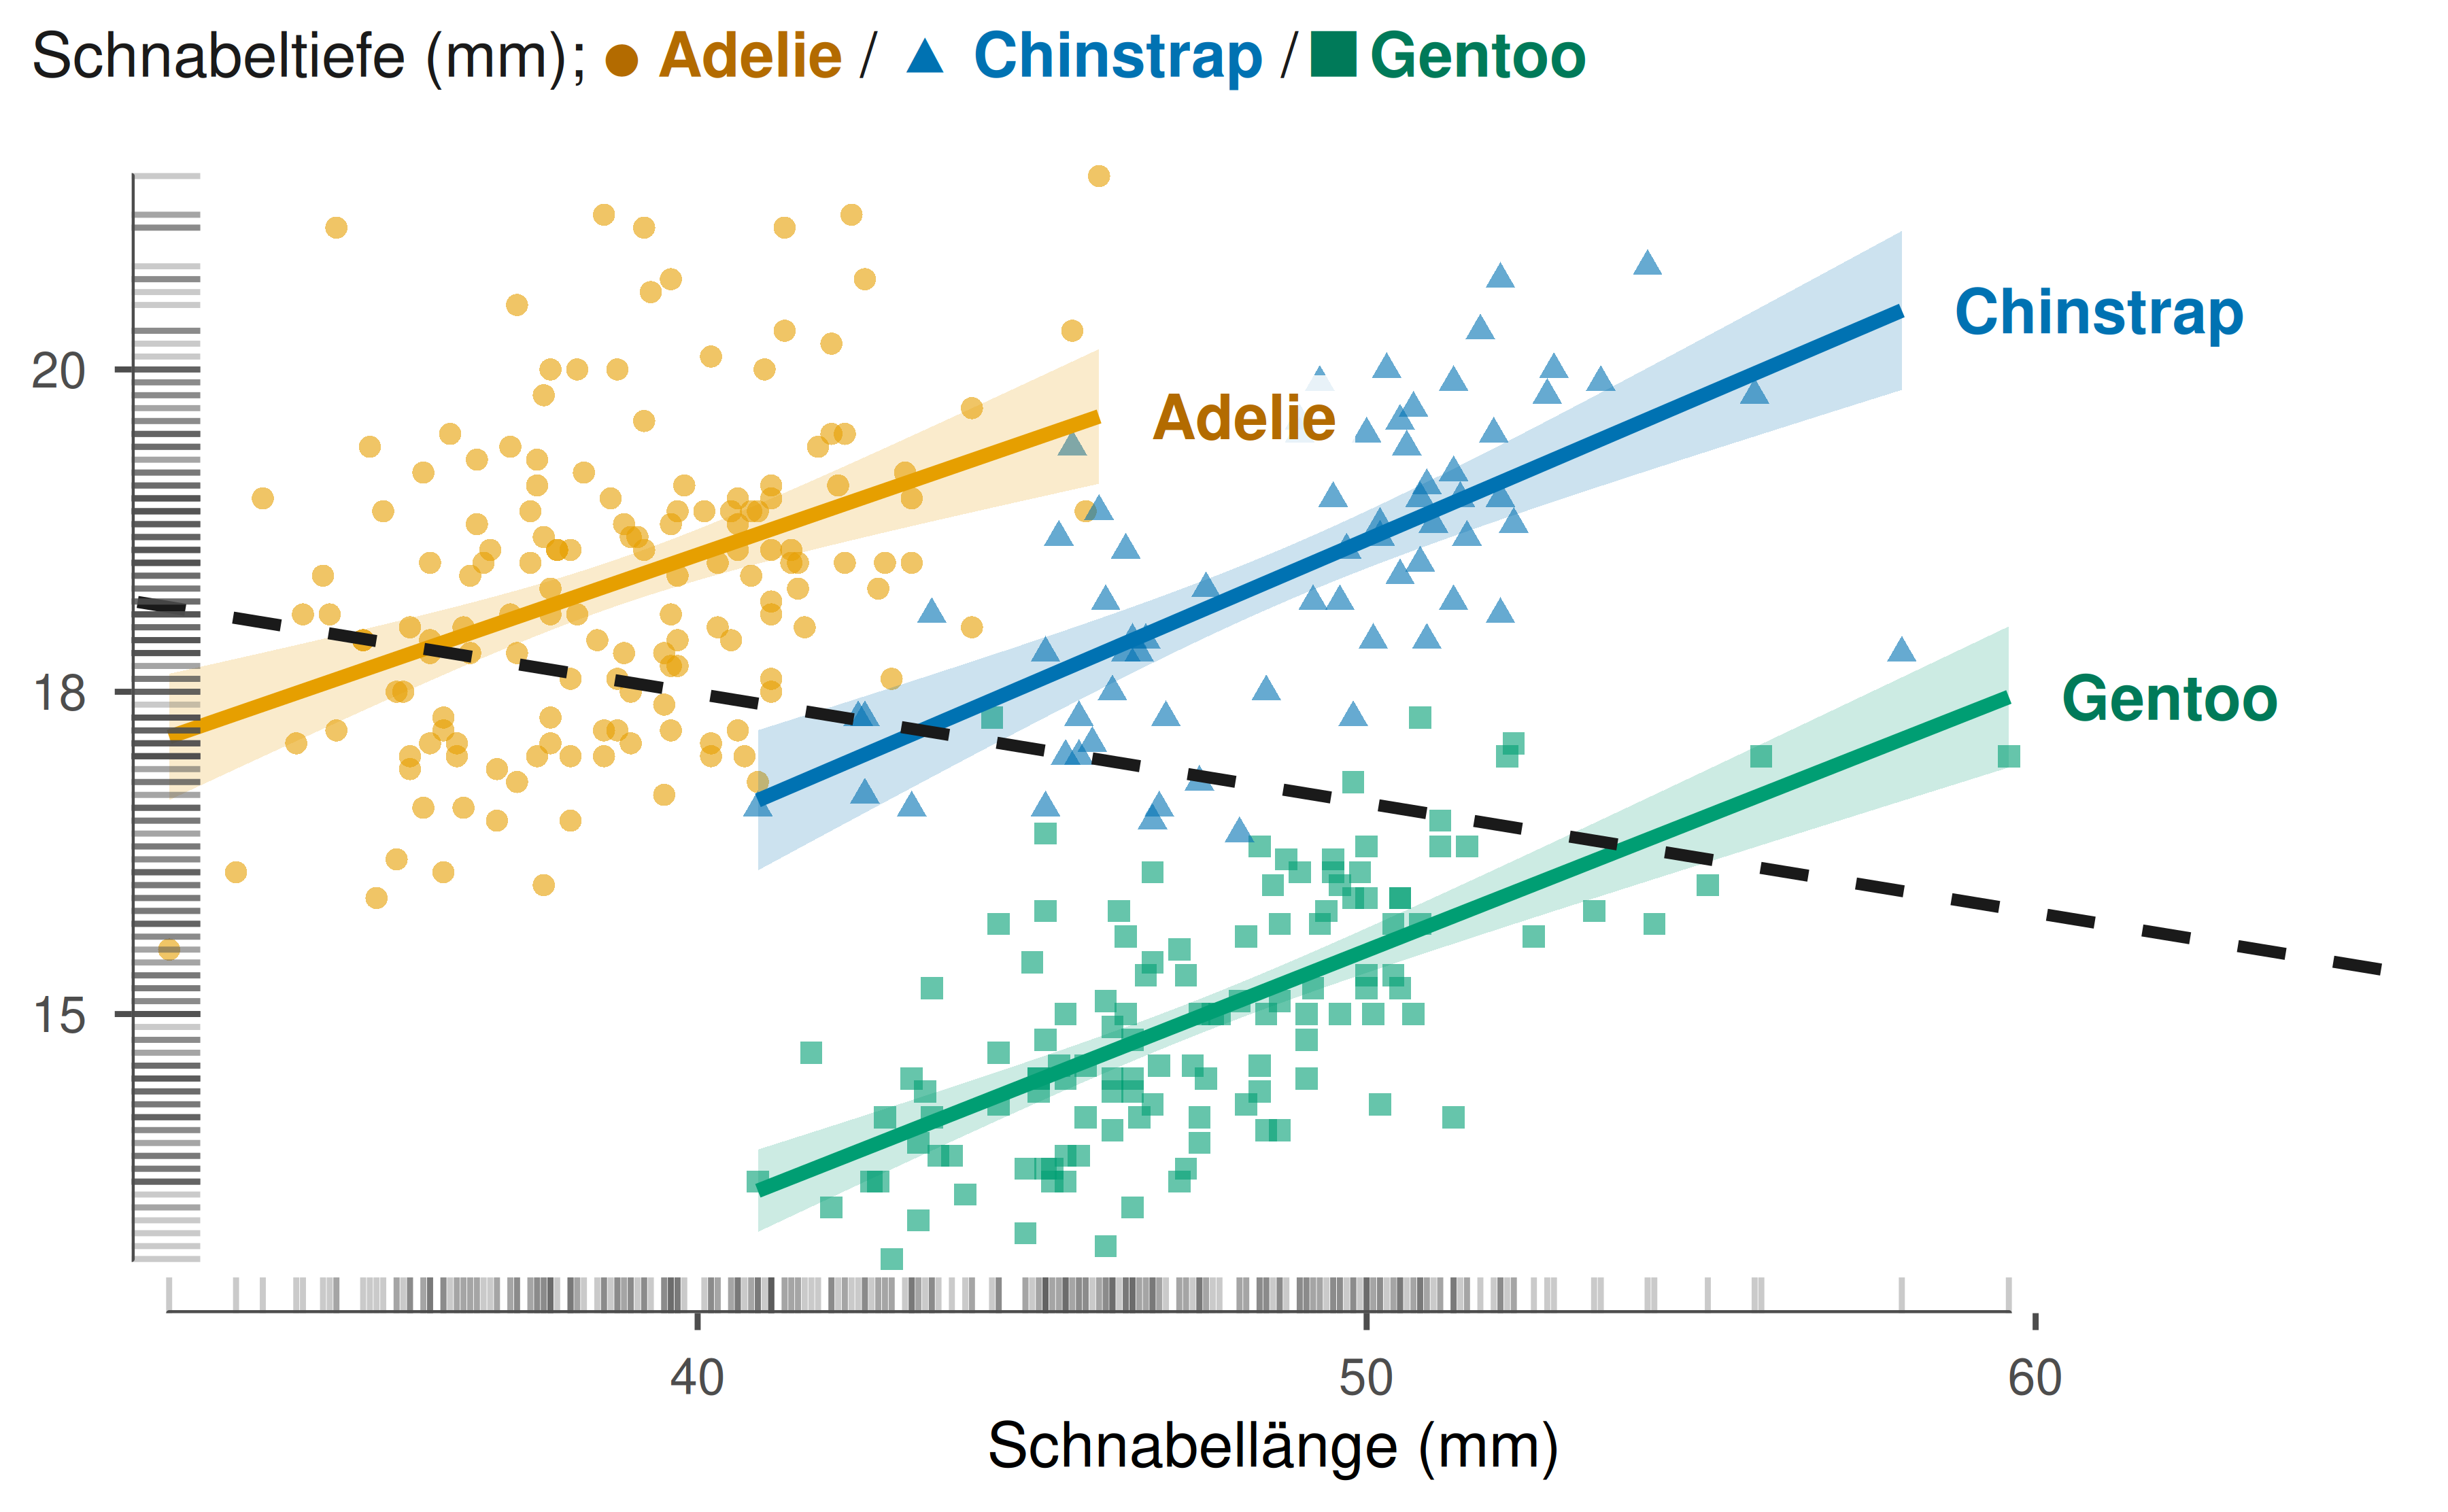 Schnabeltiefe (mm); ● Adelie / ▲ Chinstrap / ■ Gentoo
Chinstrap
20
Adelie
18
Gentoo
15
40 50 60
Schnabellänge (mm)